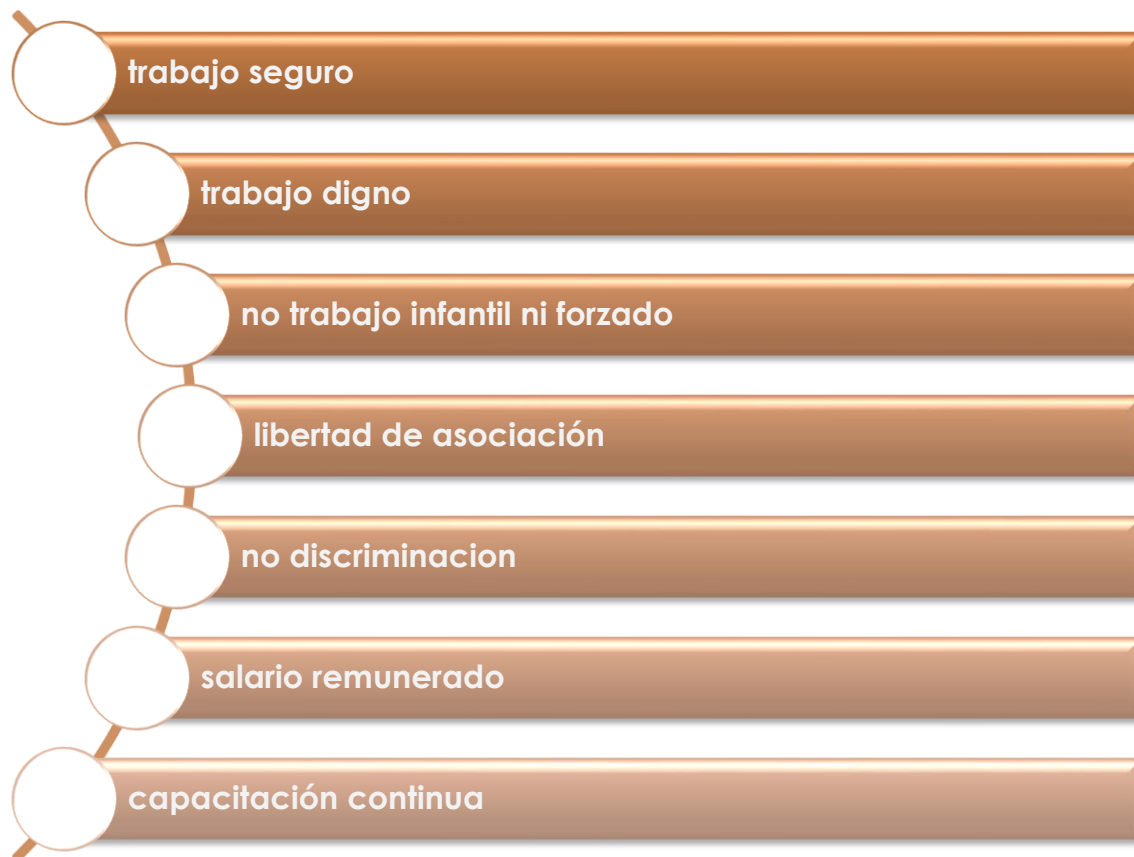 trabajo seguro
trabajo digno
no trabajo infantil ni forzado
libertad de asociación
no discriminacion
salario remunerado
capacitación continua